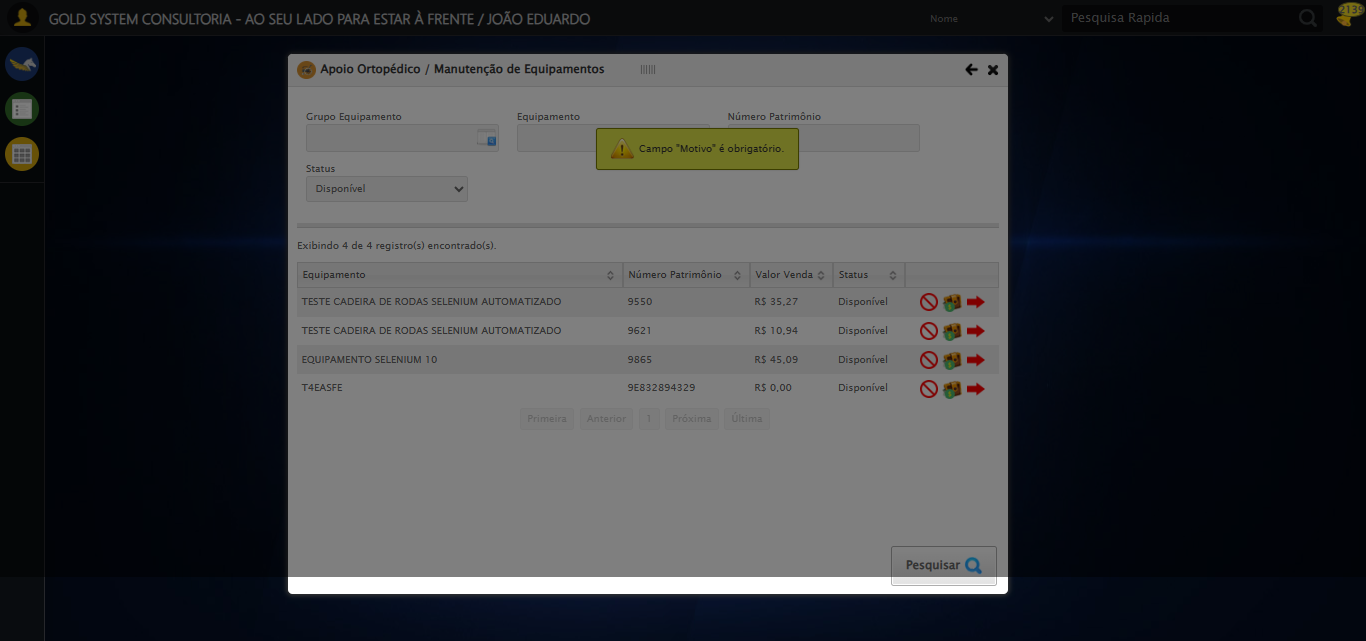 GOLD SYSTEM CONSULTORIA - AO SEU LADO PARA ESTAR À FRENTE / JOÃO EDUARDO
Nome
Pesquisa Rapida
2139
Apoio Ortopédico / Manutenção de Equipamentos
Grupo Equipamento
Equipamento
Número Patrimônio
Campo "Motivo" é obrigatório.
Status
Disponível
Exibindo 4 de 4 registro(s) encontrado(s).
Equipamento Número Patrimônio Valor Venda Status
TESTE CADEIRA DE RODAS SELENIUM AUTOMATIZADO 9550 R$ 35,27 Disponível
TESTE CADEIRA DE RODAS SELENIUM AUTOMATIZADO 9621 R$ 10,94 Disponível
EQUIPAMENTO SELENIUM 10 9865 R$ 45,09 Disponível
T4EASFE 9E832894329 R$ 0,00 Disponível
Primeira Anterior 1 Próxima Última
Pesquisar